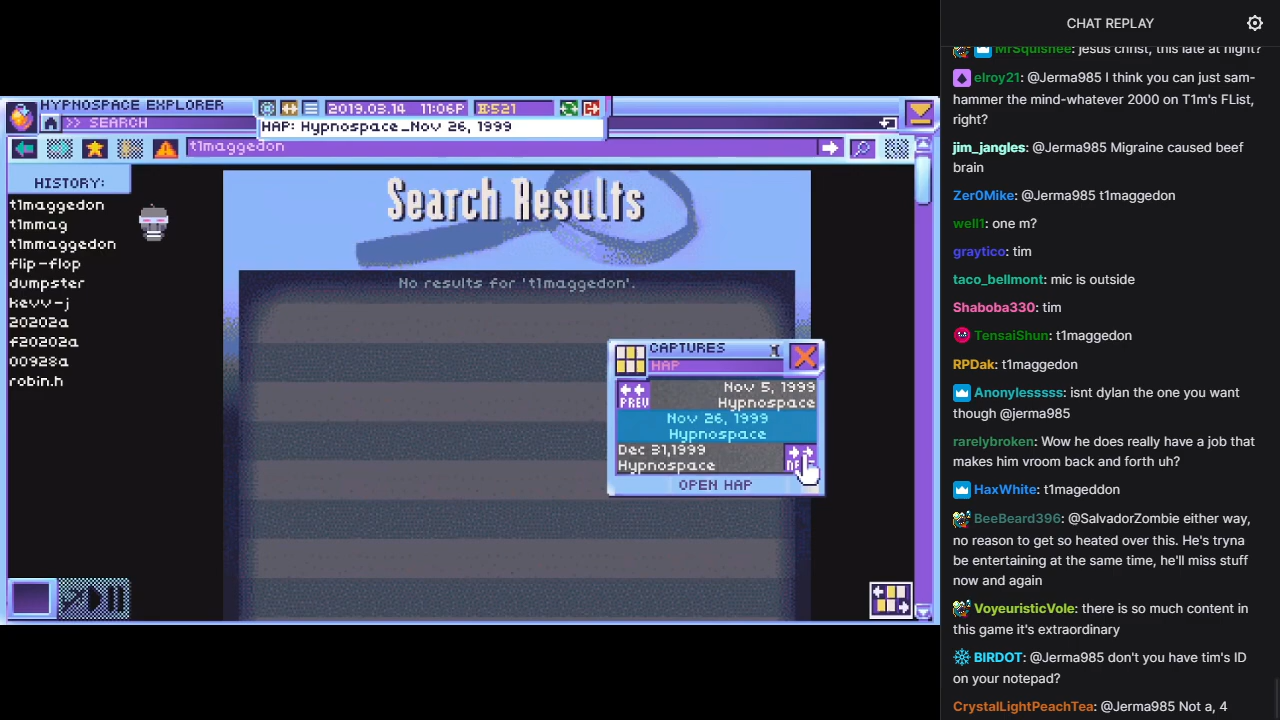 HYPNOSPACE EXPLORER
2019.03.14 11:06P
521
>> SEARCH
HAP: Hypnospace_Nov 26, 1999
t1maggedon
HISTORY:
t1maggedon
t1mmag
t1mmaggedon
flip-flop
dumpster
kevv-j
20202a
f20202a
00928a
robin.h
Search Results
No results for 't1maggedon'.
CAPTURES
HAP
Nov 5, 1999
PREV
Hypnospace
Nov 26, 1999
Hypnospace
Dec 31,1999
Hypnospace
OPEN HAP
CHAT REPLAY
MrSquishee: jesus christ, this late at night?
elroy21: @Jerma985 I think you can just sam-
hammer the mind-whatever 2000 on T1m's FList,
right?
jim_jangles: @Jerma985 Migraine caused beef
brain
Zer0Mike: @Jerma985 t1maggedon
well1: one m?
graytico: tim
taco_bellmont: mic is outside
Shaboba330: tim
TensaiShun: t1maggedon
RPDak: t1maggedon
Anonylesssss: isnt dylan the one you want
though @jerma985
rarelybroken: Wow he does really have a job that
makes him vroom back and forth uh?
HaxWhite: t1mageddon
BeeBeard396: @SalvadorZombie either way,
no reason to get so heated over this. He's tryna
be entertaining at the same time, he'll miss stuff
now and again
VoyeuristicVole: there is so much content in
this game it's extraordinary
BIRDOT: @Jerma985 don't you have tim's ID
on your notepad?
CrystalLightPeachTea: @Jerma985 Not a, 4